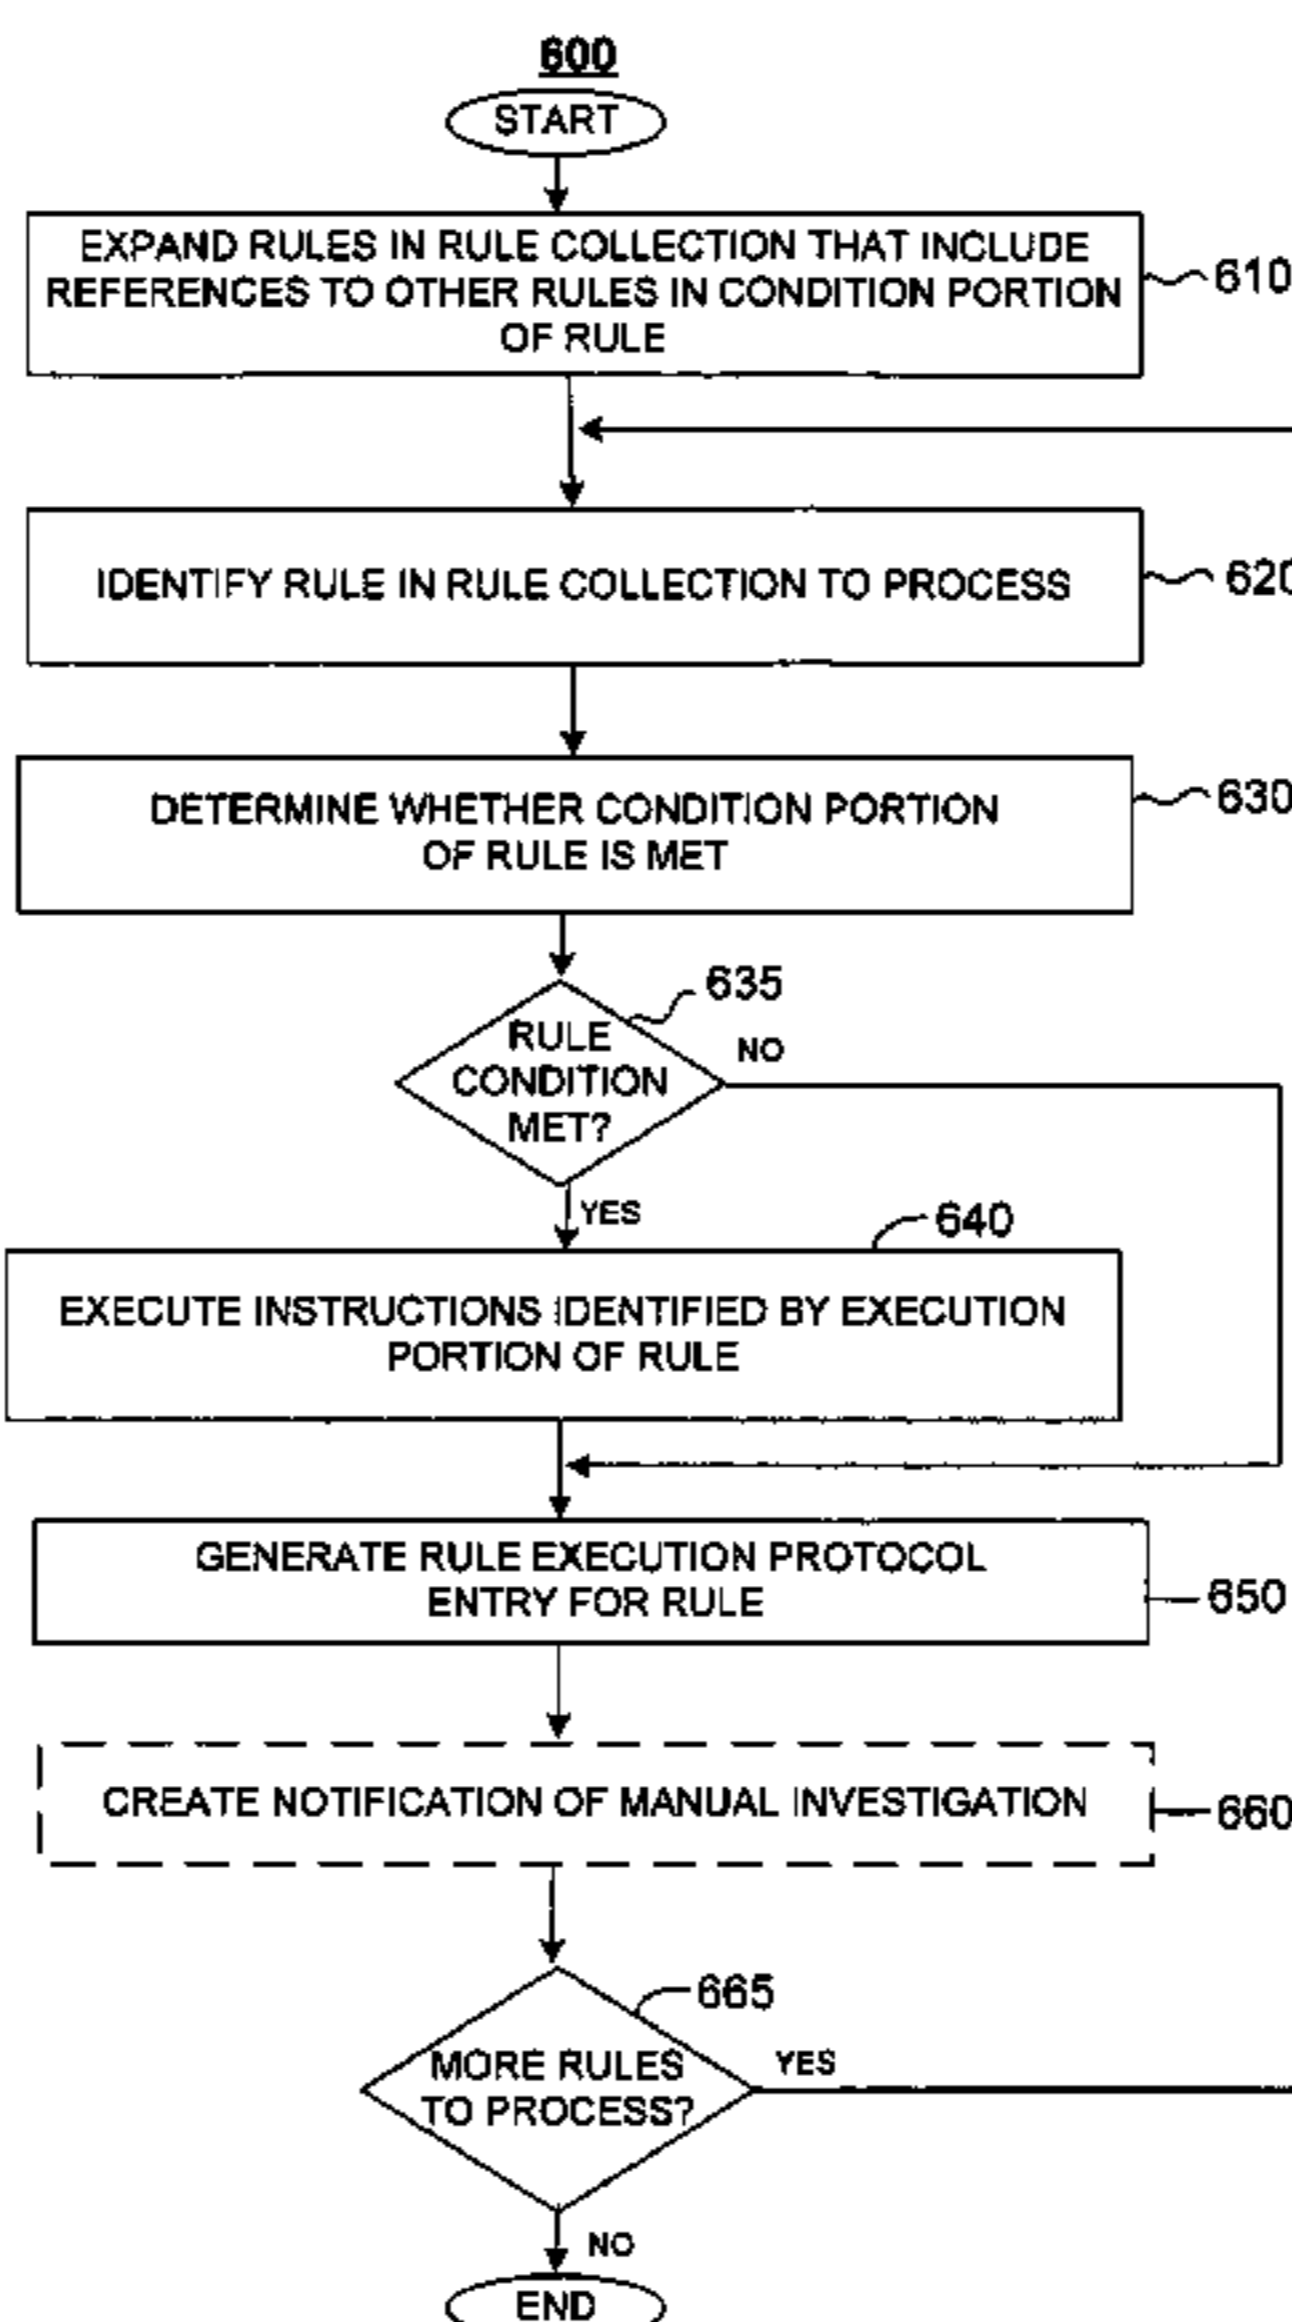 600
START
EXPAND RULES IN RULE COLLECTION THAT INCLUDE
REFERENCES TO OTHER RULES IN CONDITION PORTION
OF RULE
610
IDENTIFY RULE IN RULE COLLECTION TO PROCESS
620
DETERMINE WHETHER CONDITION PORTION
OF RULE IS MET
630
635
RULE
CONDITION
MET?
NO
YES
640
EXECUTE INSTRUCTIONS IDENTIFIED BY EXECUTION
PORTION OF RULE
GENERATE RULE EXECUTION PROTOCOL
ENTRY FOR RULE
650
CREATE NOTIFICATION OF MANUAL INVESTIGATION
660
665
MORE RULES
TO PROCESS?
YES
NO
END